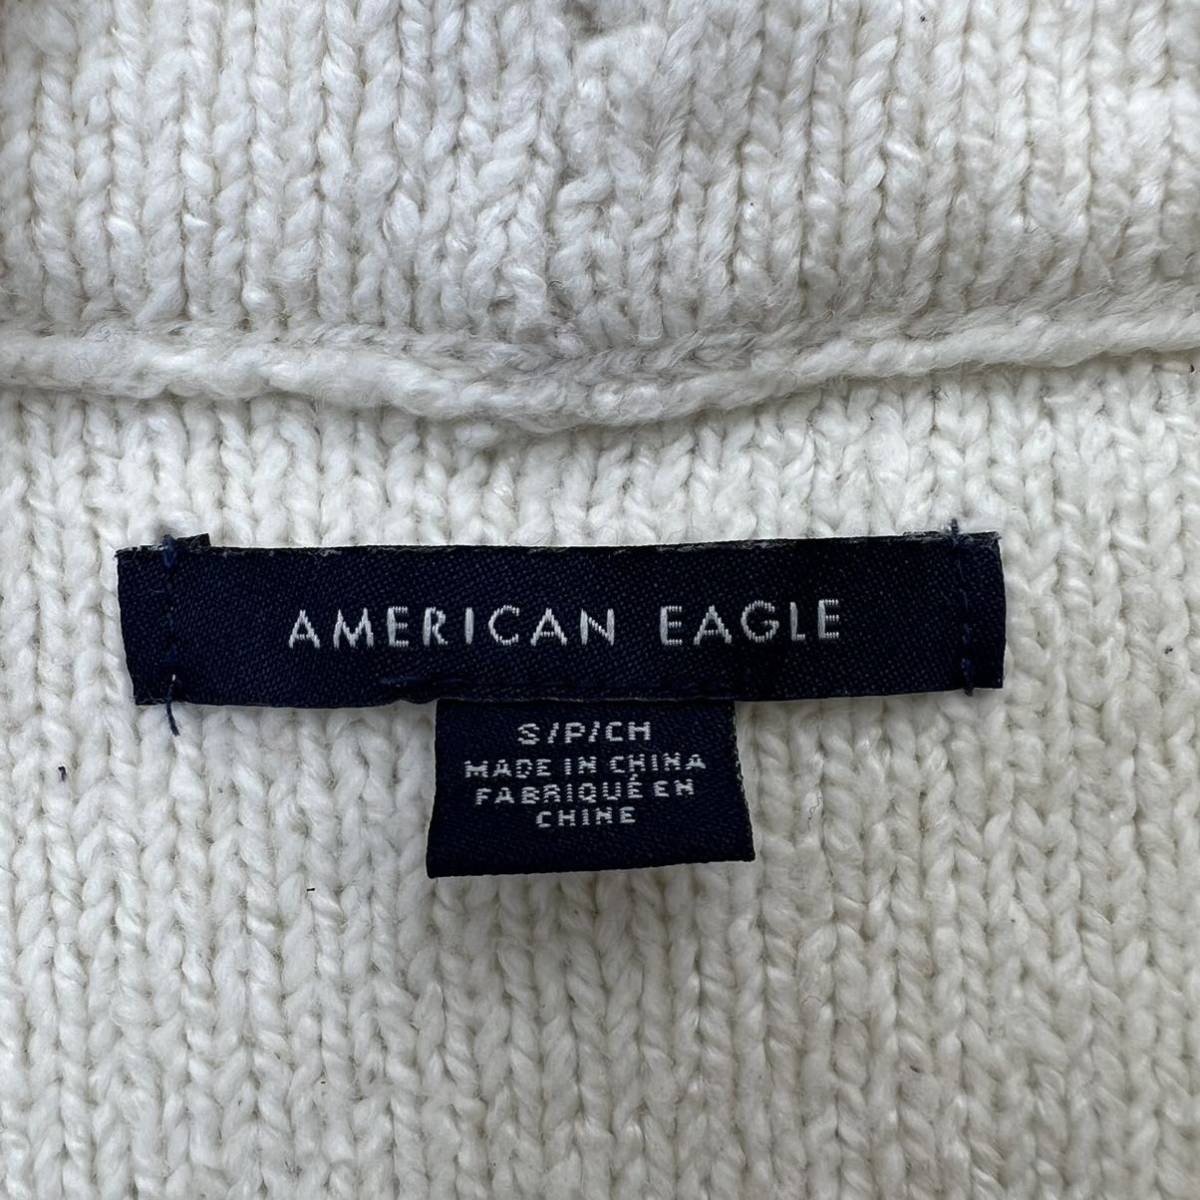 AMERICAN EAGLE
S/P/CH
MADE IN CHINA
FABRIQUÉ EN
CHINE